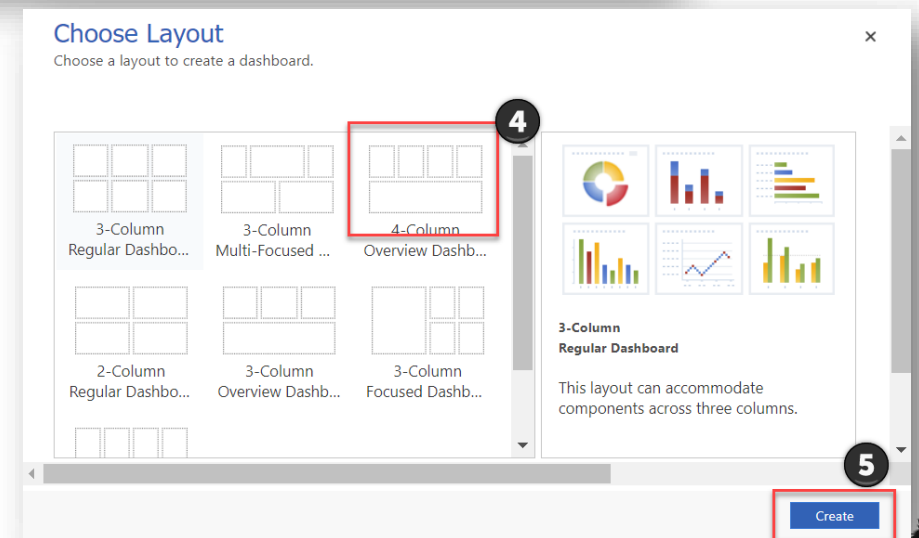 Choose Layout
Choose a layout to create a dashboard.
4
3-Column
Regular Dashbo...
3-Column
Multi-Focused ...
4-Column
Overview Dashb...
2-Column
Regular Dashbo...
3-Column
Overview Dashb...
3-Column
Focused Dashb...
3-Column
Regular Dashboard
This layout can accommodate
components across three columns.
5
Create